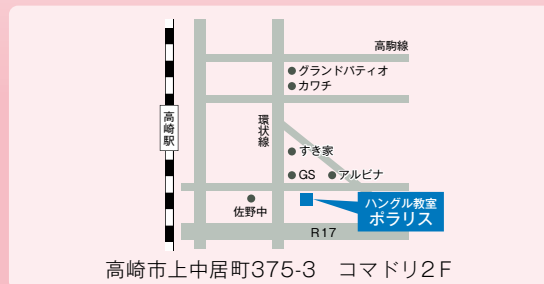 高駒線
グランドパティオ
カワチ
高崎駅
環状線
すき家
GS
アルビナ
佐野中
ハングル教室
ポラリス
R17
高崎市上中居町375-3　コマドリ2F